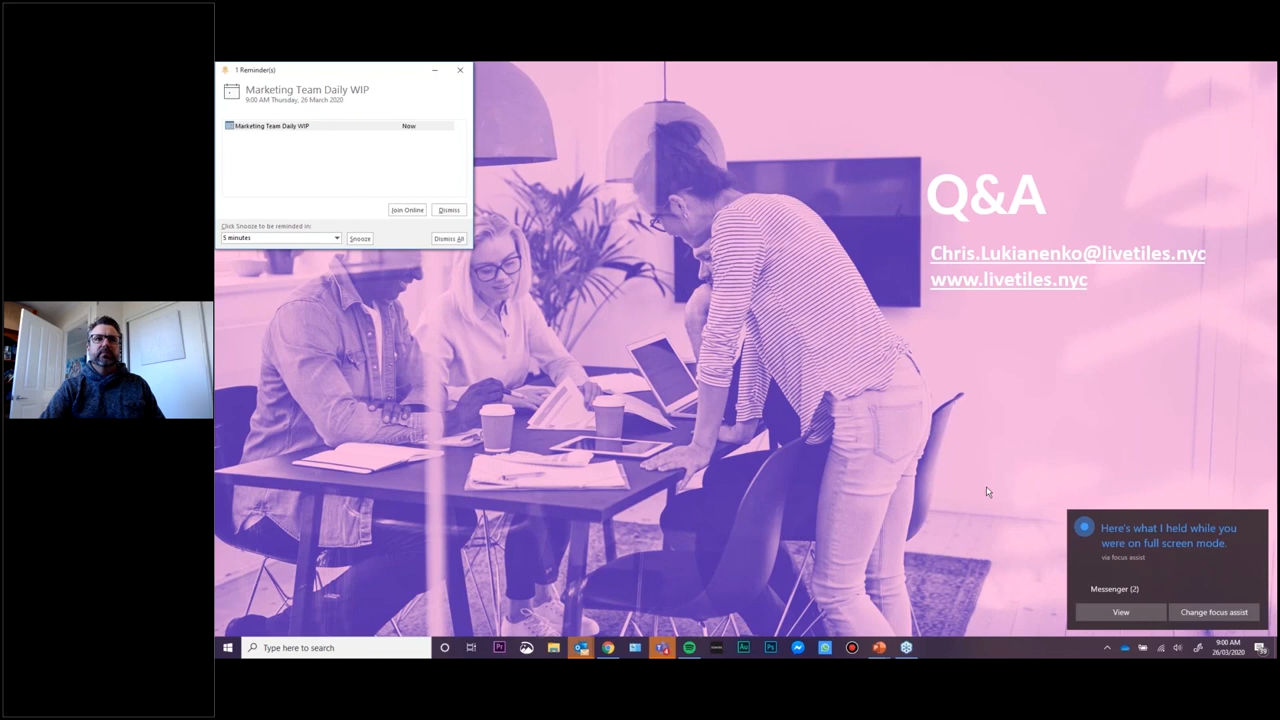 1 Reminder(s)
Marketing Team Daily WIP
9:00 AM Thursday, 26 March 2020
Marketing Team Daily WIP Now
Join Online Dismiss
Click Snooze to be reminded in:
5 minutes Snooze Dismiss All
Q&A
Chris.Lukianenko@livetiles.nyc
www.livetiles.nyc
Here's what I held while you
were on full screen mode.
via focus assist
Messenger (2)
View Change focus assist
Type here to search
9:00 AM
26/03/2020